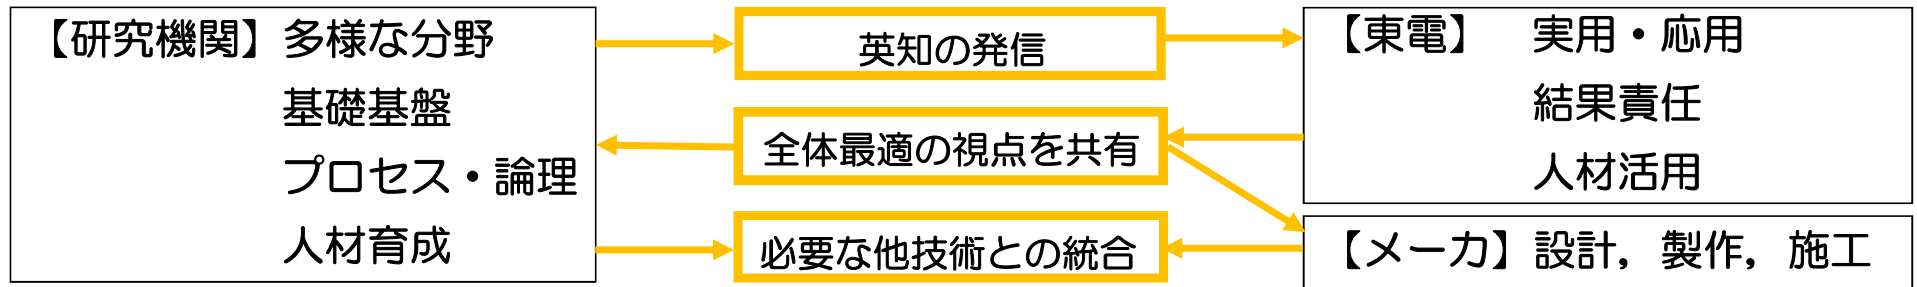 【研究機関】多様な分野
基礎基盤
プロセス・論理
人材育成
英知の発信
全体最適の視点を共有
必要な他技術との統合
【東電】 実用・応用
結果責任
人材活用
【メーカ】設計，製作，施工